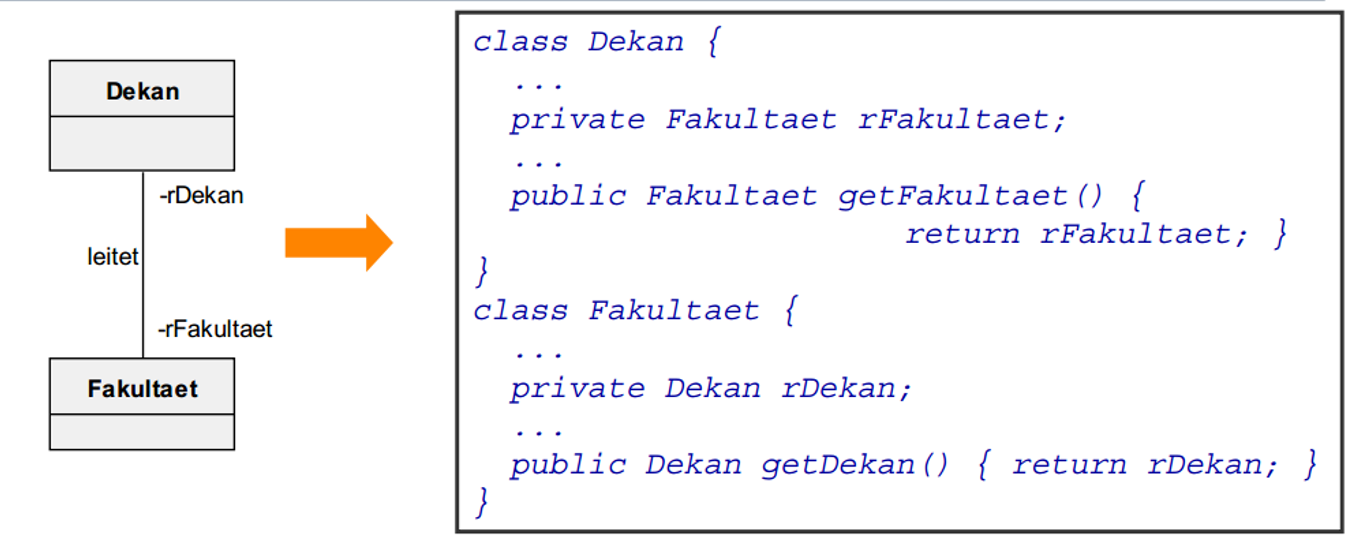 Dekan
-rDekan
leitet
-rFakultaet
Fakultaet
class Dekan {
...
private Fakultaet rFakultaet;
...
public Fakultaet getFakultaet() {
return rFakultaet; }
}
class Fakultaet {
...
private Dekan rDekan;
...
public Dekan getDekan() { return rDekan; }
}